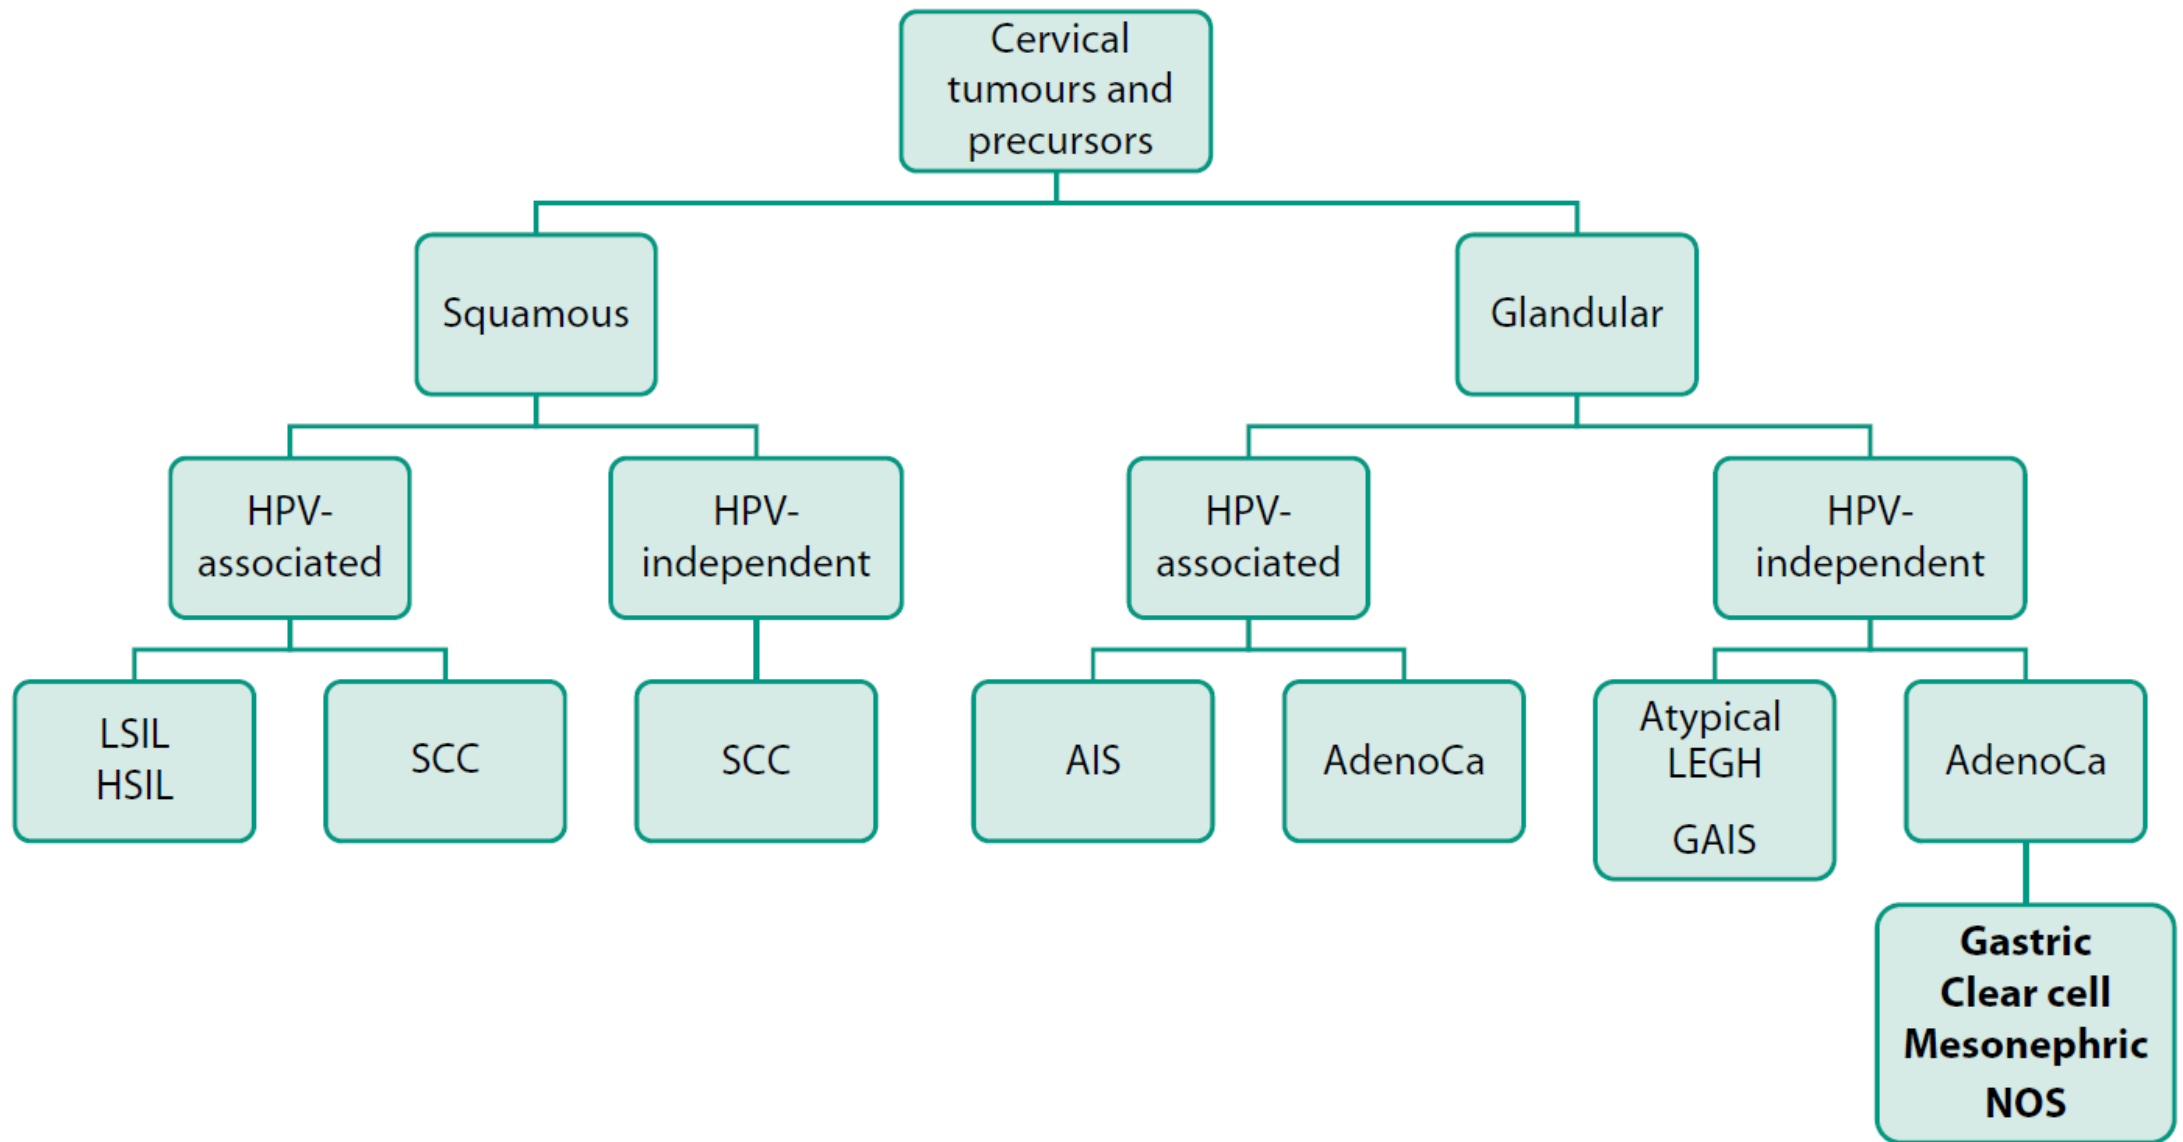 Cervical
tumours and
precursors
Squamous
Glandular
HPV-
associated
HPV-
independent
HPV-
associated
HPV-
independent
LSIL
HSIL
SCC
SCC
AIS
AdenoCa
Atypical
LEGH
GAIS
AdenoCa
Gastric
Clear cell
Mesonephric
NOS